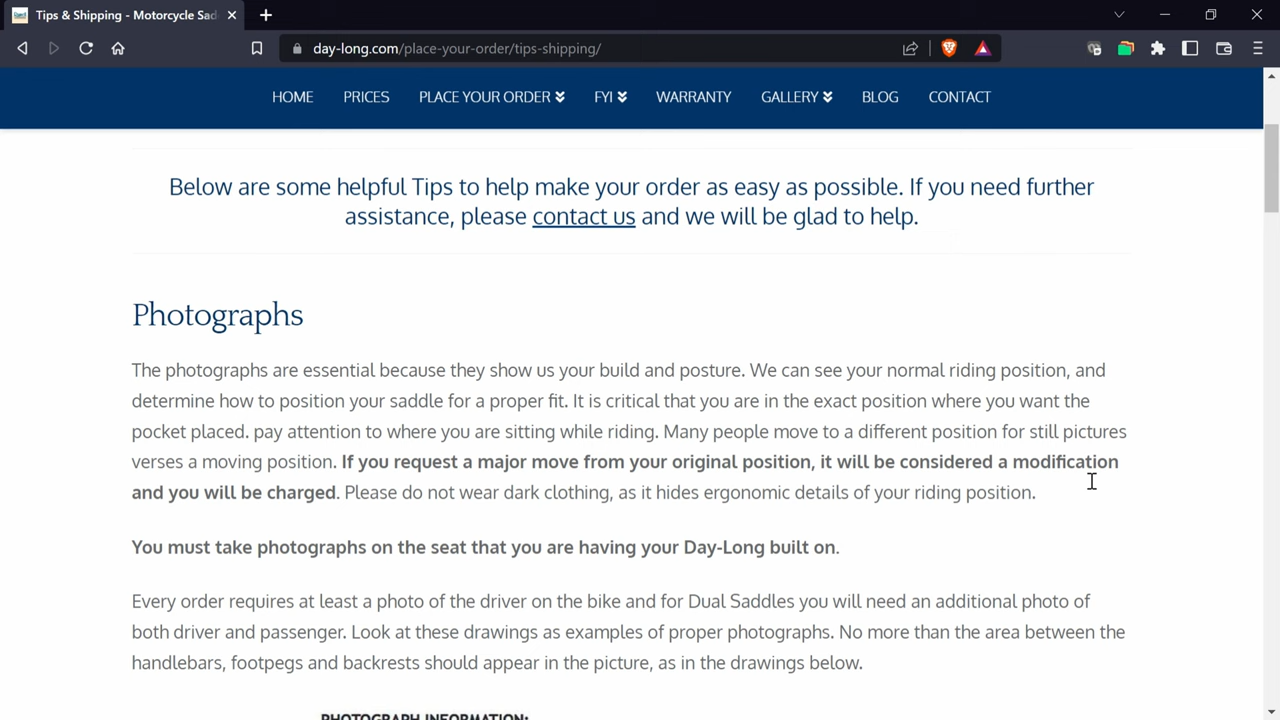 Tips & Shipping - Motorcycle Sad
day-long.com/place-your-order/tips-shipping/
HOME PRICES PLACE YOUR ORDER FYI WARRANTY GALLERY BLOG CONTACT
Below are some helpful Tips to help make your order as easy as possible. If you need further
assistance, please contact us and we will be glad to help.
Photographs
The photographs are essential because they show us your build and posture. We can see your normal riding position, and
determine how to position your saddle for a proper fit. It is critical that you are in the exact position where you want the
pocket placed. pay attention to where you are sitting while riding. Many people move to a different position for still pictures
verses a moving position. If you request a major move from your original position, it will be considered a modification
and you will be charged. Please do not wear dark clothing, as it hides ergonomic details of your riding position.
You must take photographs on the seat that you are having your Day-Long built on.
Every order requires at least a photo of the driver on the bike and for Dual Saddles you will need an additional photo of
both driver and passenger. Look at these drawings as examples of proper photographs. No more than the area between the
handlebars, footpegs and backrests should appear in the picture, as in the drawings below.
PHOTOGRAPH INFORMATION: